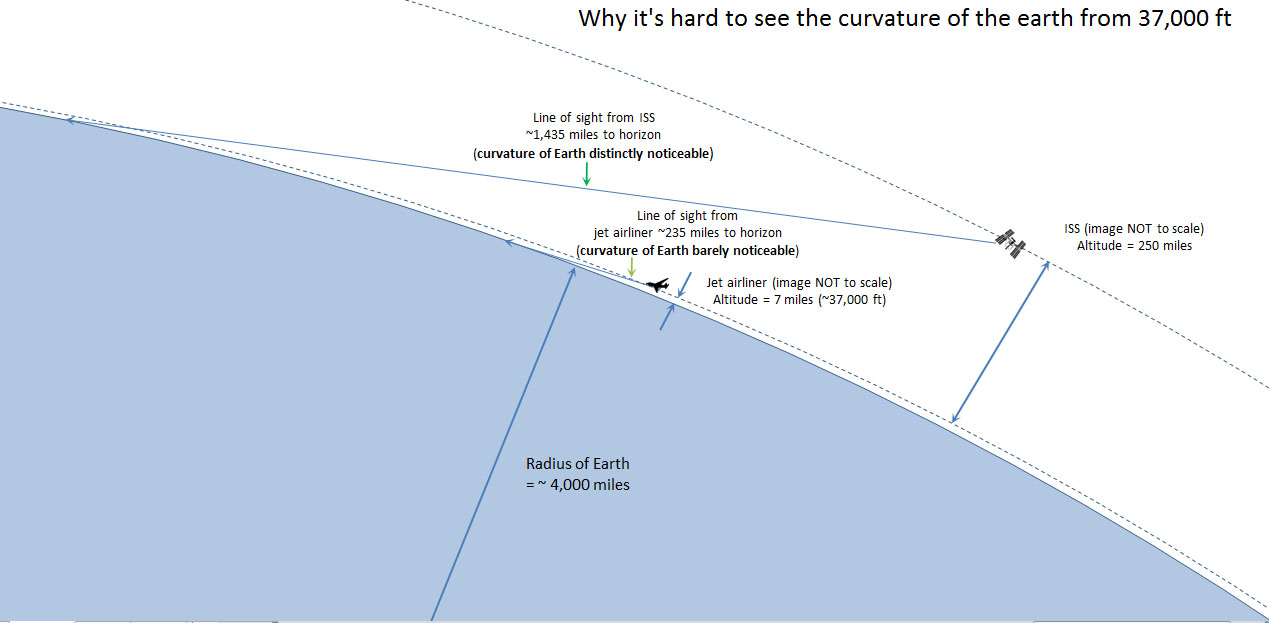 Why it's hard to see the curvature of the earth from 37,000 ft
Line of sight from ISS
~1,435 miles to horizon
(curvature of Earth distinctly noticeable)
Line of sight from
jet airliner ~235 miles to horizon
(curvature of Earth barely noticeable)
ISS (image NOT to scale)
Altitude = 250 miles
Jet airliner (image NOT to scale)
Altitude = 7 miles (~37,000 ft)
Radius of Earth
= ~ 4,000 miles